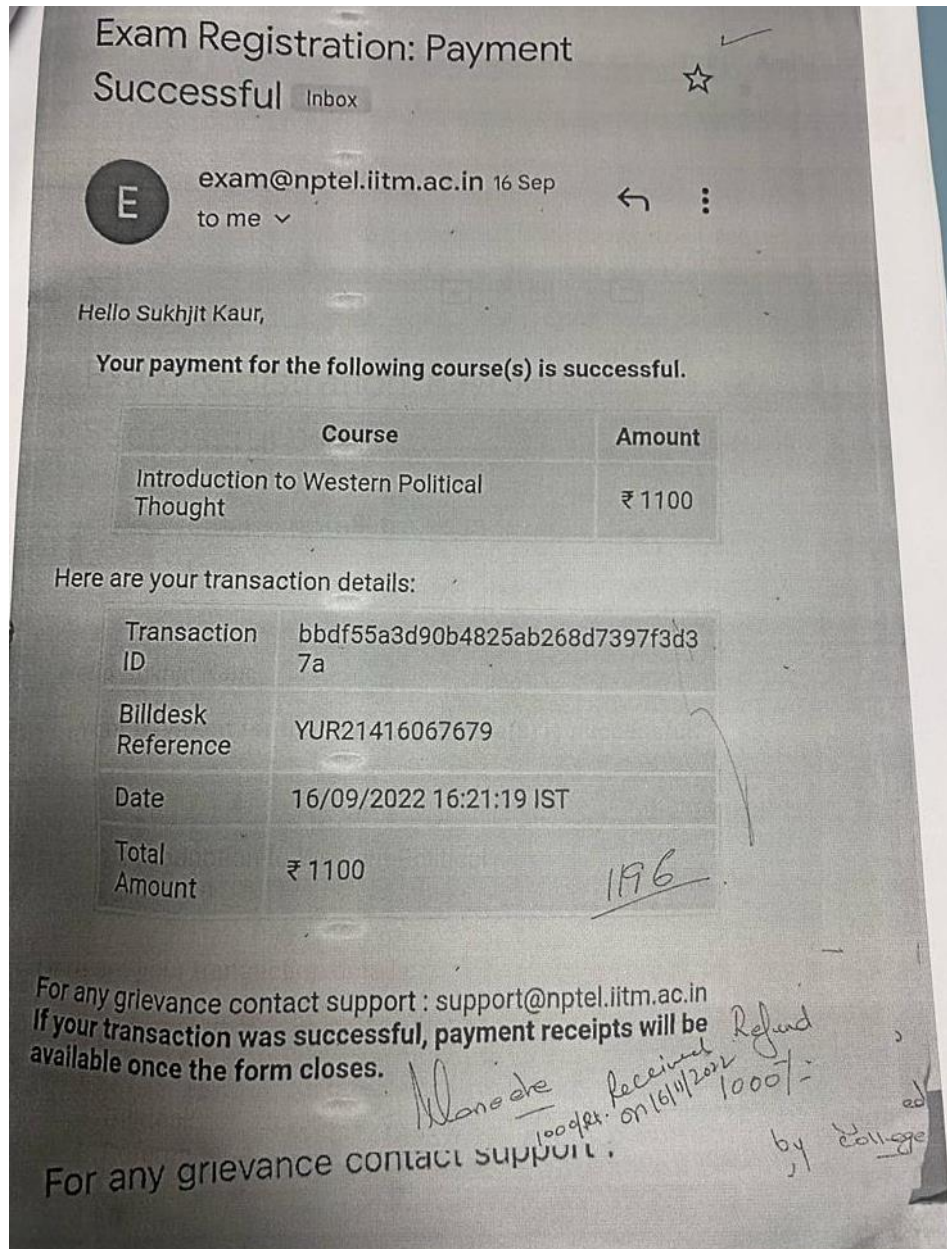 Exam Registration: Payment
Successful Inbox
E
exam@nptel.iitm.ac.in 16 Sep
to me
Hello Sukhjit Kaur,
Your payment for the following course(s) is successful.
Course Amount
Introduction to Western Political
Thought
₹ 1100
Here are your transaction details:
Transaction
ID
bbdf55a3d90b4825ab268d7397f3d3
7a
Billdesk
Reference
YUR21416067679
Date 16/09/2022 16:21:19 IST
Total
Amount
₹ 1100
1196
For any grievance contact support : support@nptel.iitm.ac.in
If your transaction was successful, payment receipts will be
available once the form closes.
Refund
1000/-
Received
on 16/11/2022
by College
For any grievance contact support :